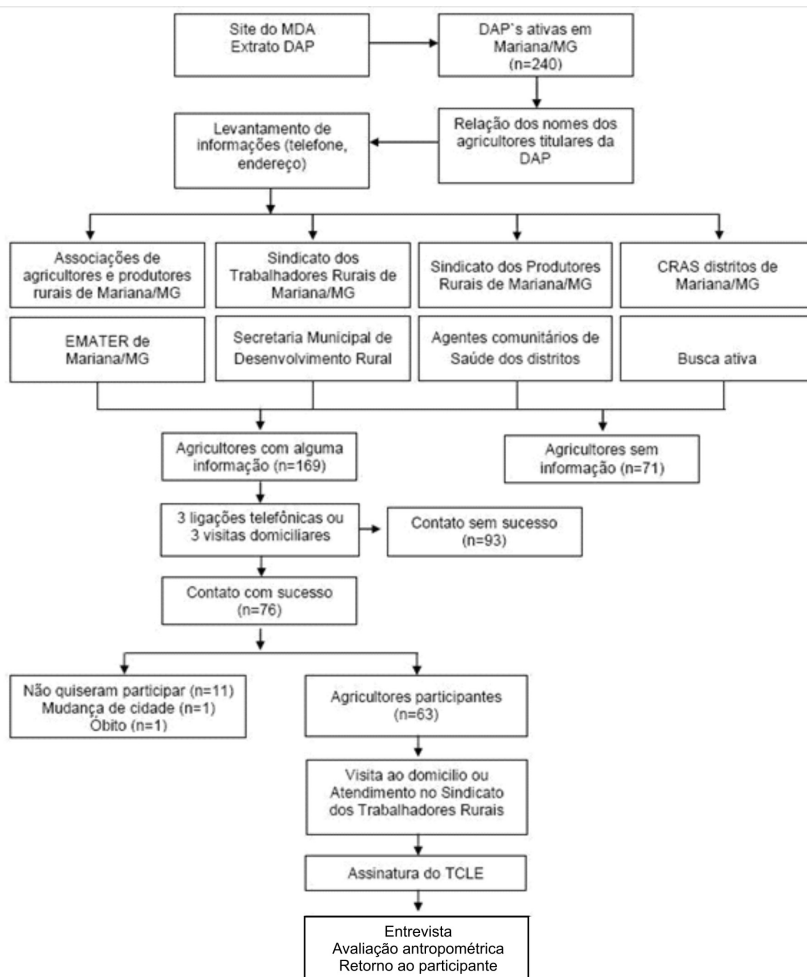 Site do MDA
Extrato DAP
DAP`s ativas em
Mariana/MG
(n=240)
Levantamento de
informações (telefone,
endereço)
Relação dos nomes dos
agricultores titulares da
DAP
Associações de
agricultores e produtores
rurais de Mariana/MG
Sindicato dos
Trabalhadores Rurais de
Mariana/MG
Sindicato dos Produtores
Rurais de Mariana/MG
CRAS distritos de
Mariana/MG
EMATER de
Mariana/MG
Secretaria Municipal de
Desenvolvimento Rural
Agentes comunitários de
Saúde dos distritos
Busca ativa
Agricultores com alguma
informação (n=169)
Agricultores sem
informação (n=71)
3 ligações telefônicas ou
3 visitas domiciliares
Contato sem sucesso
(n=93)
Contato com sucesso
(n=76)
Não quiseram participar (n=11)
Mudança de cidade (n=1)
Óbito (n=1)
Agricultores participantes
(n=63)
Visita ao domicilio ou
Atendimento no Sindicato
dos Trabalhadores Rurais
Assinatura do TCLE
Entrevista
Avaliação antropométrica
Retorno ao participante